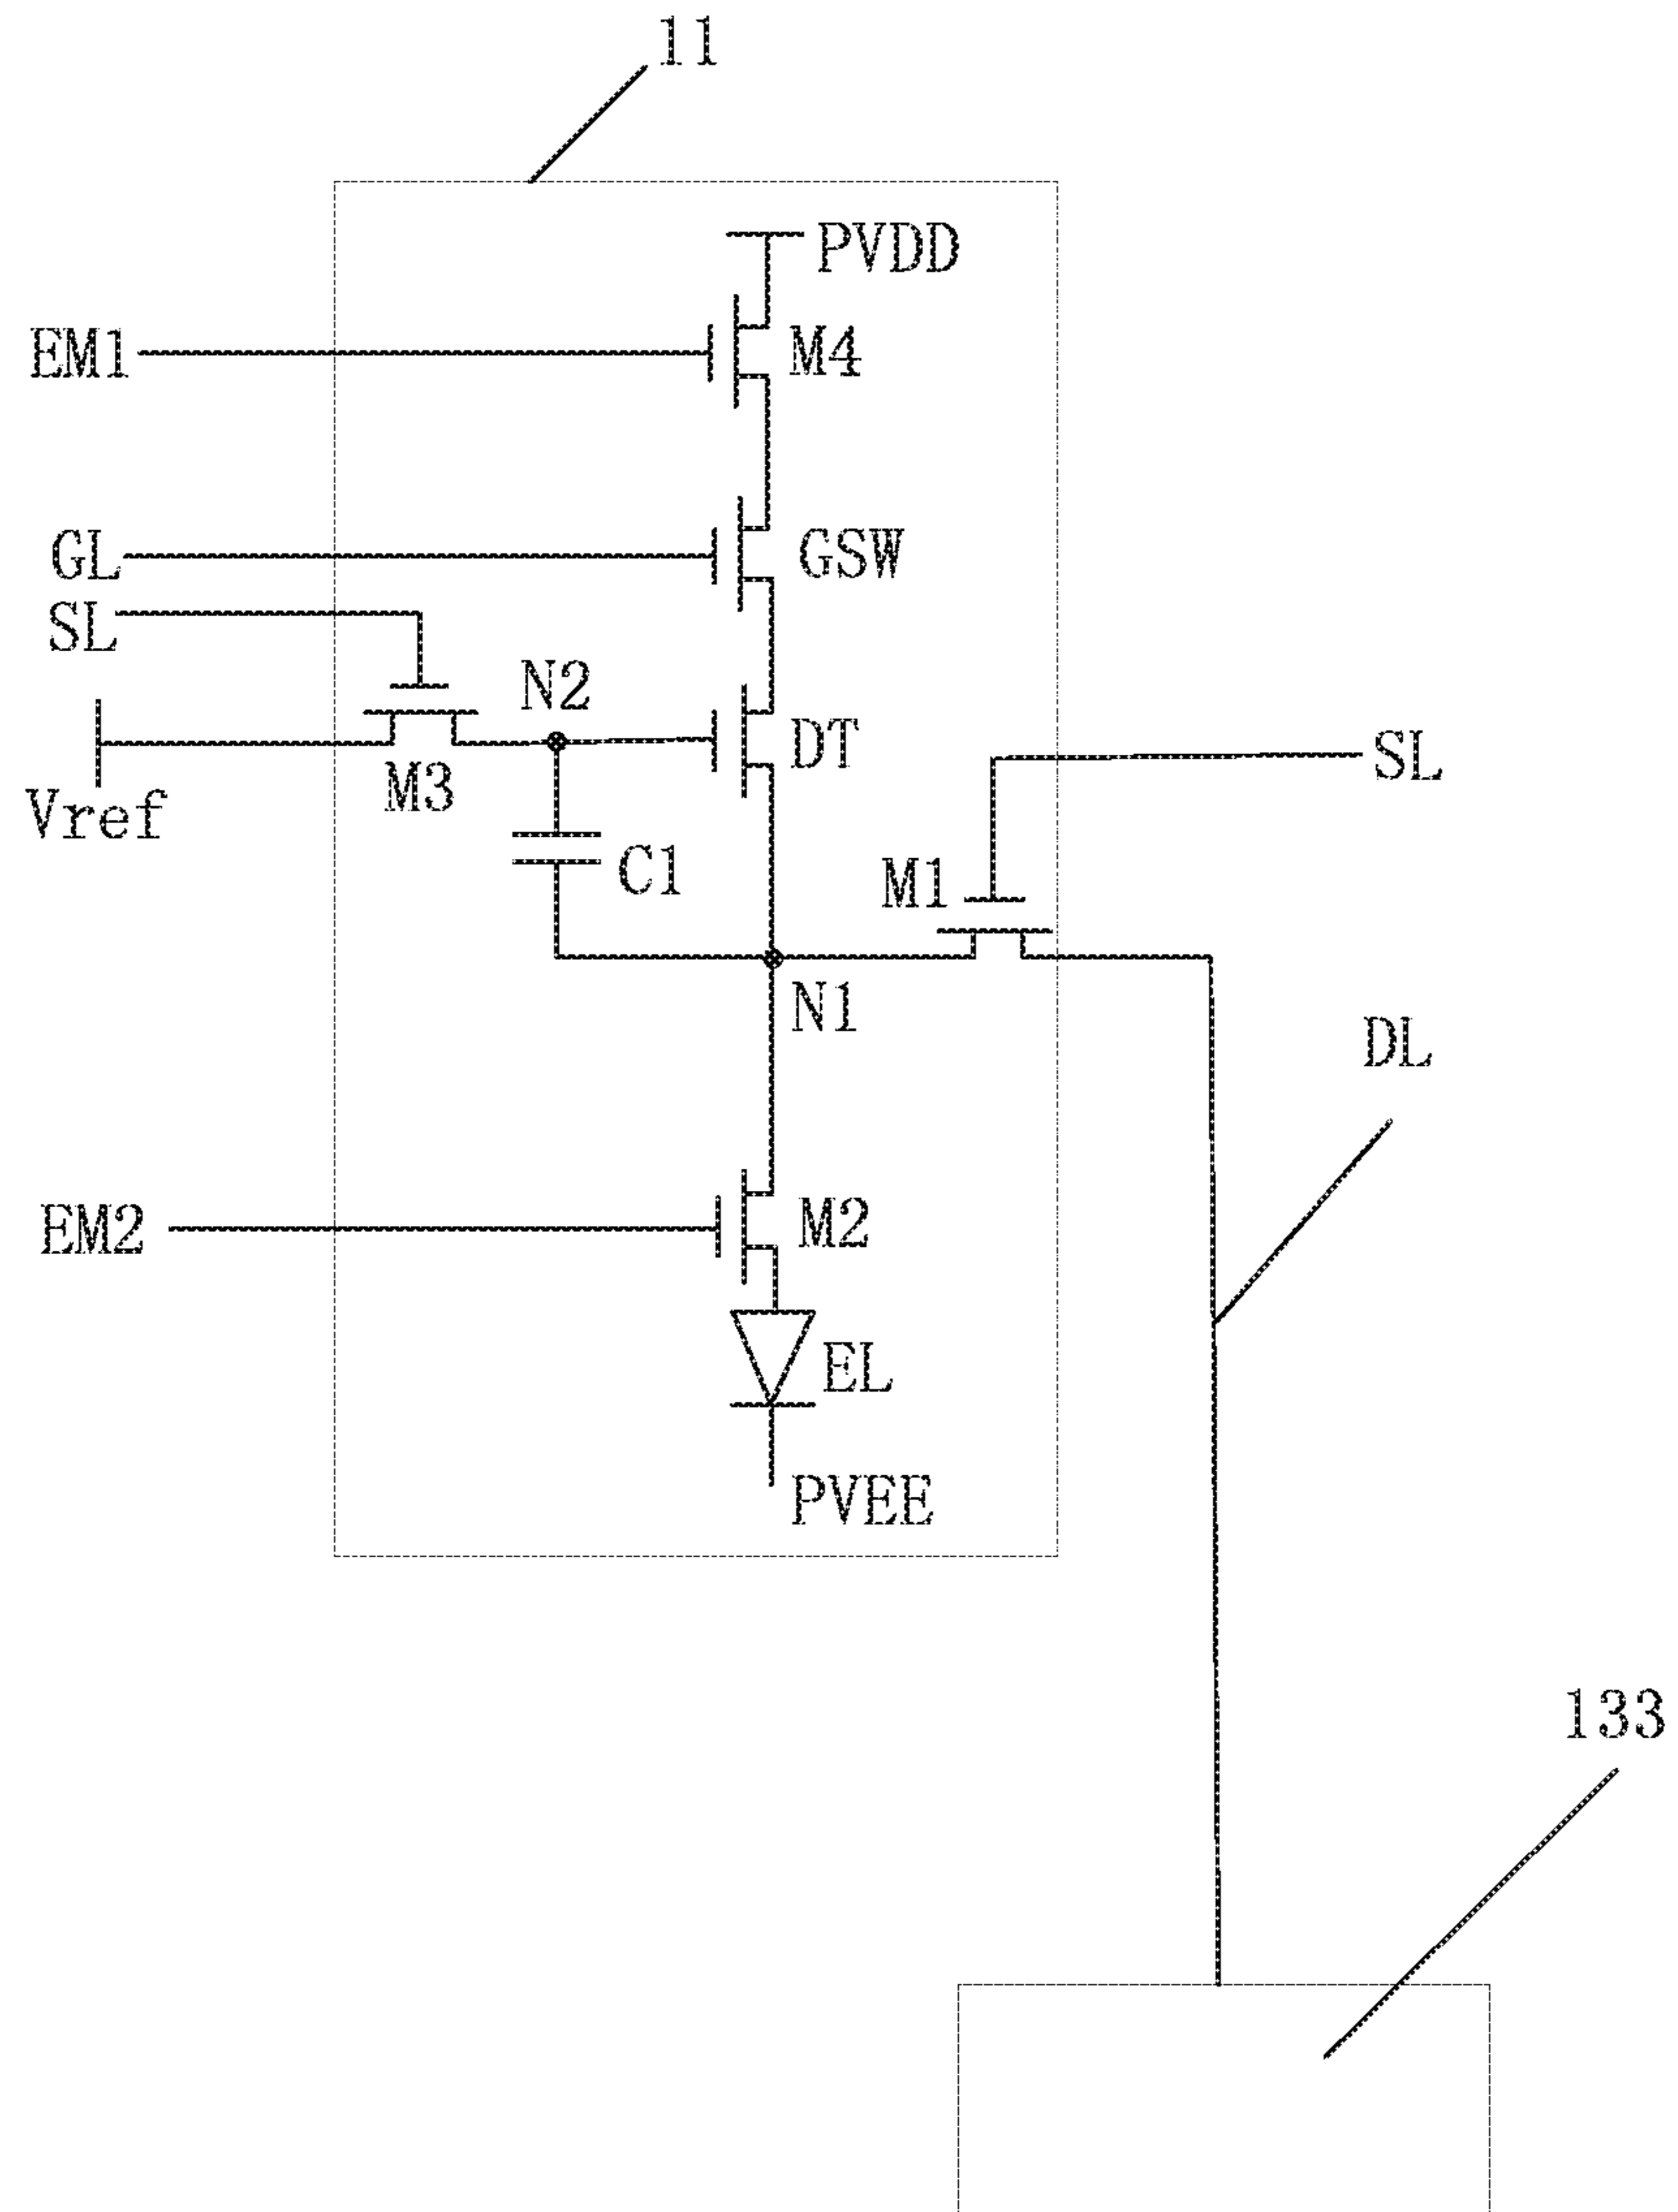 11
PVDD
EM1
M4
GL
GSW
SL
N2
DT
SL
Vref
M3
C1
M1
N1
DL
EM2
M2
EL
PVEE
133